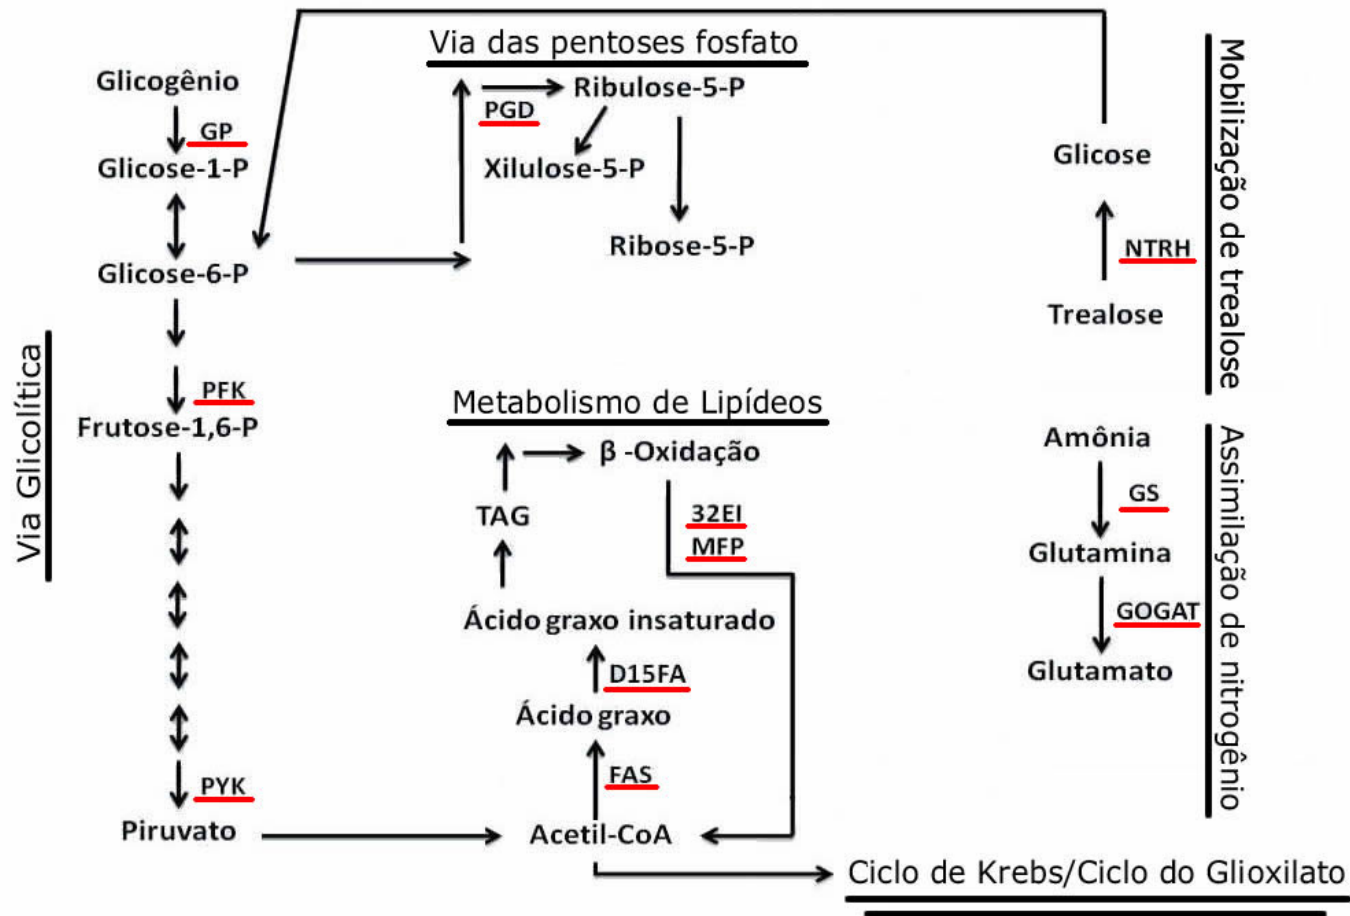 Via das pentoses fosfato
Glicogênio
GP
Glicose-1-P
Glicose-6-P
PFK
Frutose-1,6-P
PYK
Piruvato
Via Glicolítica
PGD
Ribulose-5-P
Xilulose-5-P
Ribose-5-P
Metabolismo de Lipídeos
β -Oxidação
TAG
32EI
MFP
Ácido graxo insaturado
D15FA
Ácido graxo
FAS
Acetil-CoA
Ciclo de Krebs/Ciclo do Glioxilato
Glicose
NTRH
Trealose
Mobilização de trealose
Amônia
GS
Glutamina
GOGAT
Glutamato
Assimilação de nitrogênio